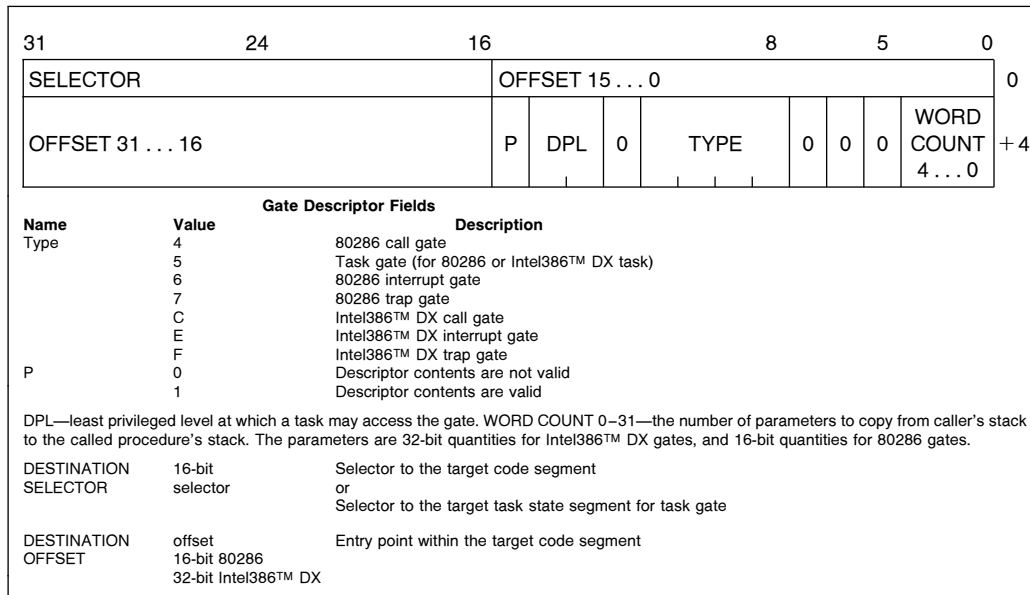 31 24 16 8 5 0
SELECTOR OFFSET 15 . . . 0 0
OFFSET 31 . . . 16 P DPL 0 TYPE 0 0 0 WORD COUNT 4 . . . 0 +4
Gate Descriptor Fields
Name Value Description
Type 4 80286 call gate
5 Task gate (for 80286 or Intel386™ DX task)
6 80286 interrupt gate
7 80286 trap gate
C Intel386™ DX call gate
E Intel386™ DX interrupt gate
F Intel386™ DX trap gate
P 0 Descriptor contents are not valid
1 Descriptor contents are valid
DPL—least privileged level at which a task may access the gate. WORD COUNT 0–31—the number of parameters to copy from caller's stack
to the called procedure's stack. The parameters are 32-bit quantities for Intel386™ DX gates, and 16-bit quantities for 80286 gates.
DESTINATION 16-bit Selector to the target code segment
SELECTOR selector or
Selector to the target task state segment for task gate
DESTINATION offset Entry point within the target code segment
OFFSET 16-bit 80286
32-bit Intel386™ DX